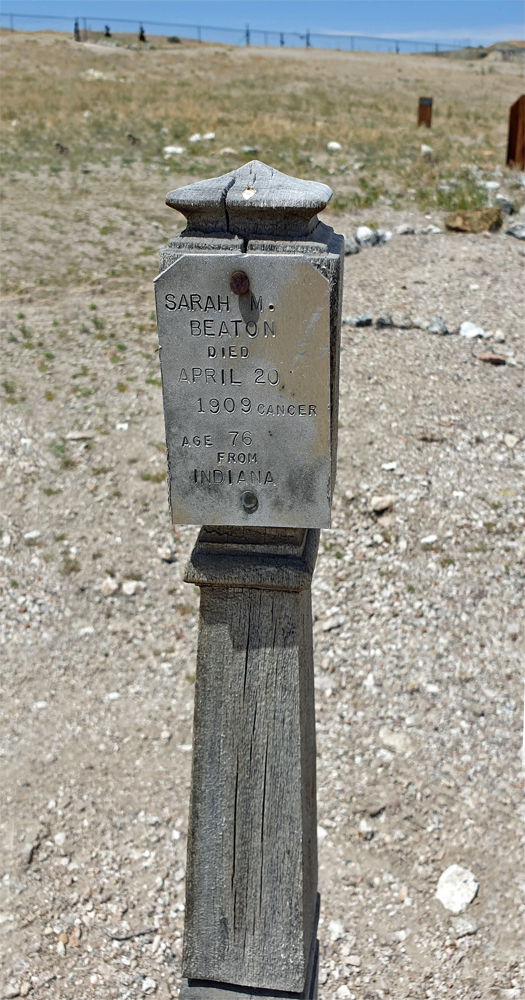 SARAH M.
BEATON
DIED
APRIL 20
1909 CANCER
AGE 76
FROM
INDIANA